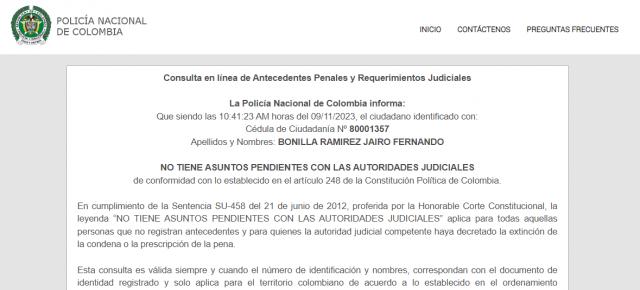 POLICÍA NACIONAL
DE COLOMBIA
INICIO CONTÁCTENOS PREGUNTAS FRECUENTES
Consulta en línea de Antecedentes Penales y Requerimientos Judiciales
La Policía Nacional de Colombia informa:
Que siendo las 10:41:23 AM horas del 09/11/2023, el ciudadano identificado con:
Cédula de Ciudadanía Nº 80001357
Apellidos y Nombres: BONILLA RAMIREZ JAIRO FERNANDO
NO TIENE ASUNTOS PENDIENTES CON LAS AUTORIDADES JUDICIALES
de conformidad con lo establecido en el artículo 248 de la Constitución Política de Colombia.
En cumplimiento de la Sentencia SU-458 del 21 de junio de 2012, proferida por la Honorable Corte Constitucional, la
leyenda “NO TIENE ASUNTOS PENDIENTES CON LAS AUTORIDADES JUDICIALES” aplica para todas aquellas
personas que no registran antecedentes y para quienes la autoridad judicial competente haya decretado la extinción de
la condena o la prescripción de la pena.
Esta consulta es válida siempre y cuando el número de identificación y nombres, correspondan con el documento de
identidad registrado y solo aplica para el territorio colombiano de acuerdo a lo establecido en el ordenamiento